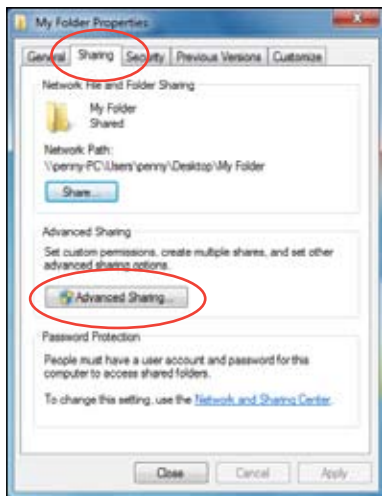 My Folder Properties
General Sharing Security Previous Versions Customize
Network File and Folder Sharing
My Folder
Shared
Network Path:
\\penny-PC\Users\penny\Desktop\My Folder
Share...
Advanced Sharing
Set custom permissions, create multiple shares, and set other
advanced sharing options.
Advanced Sharing...
Password Protection
People must have a user account and password for this
computer to access shared folders.
To change this setting, use the Network and Sharing Center.
Close Cancel Apply